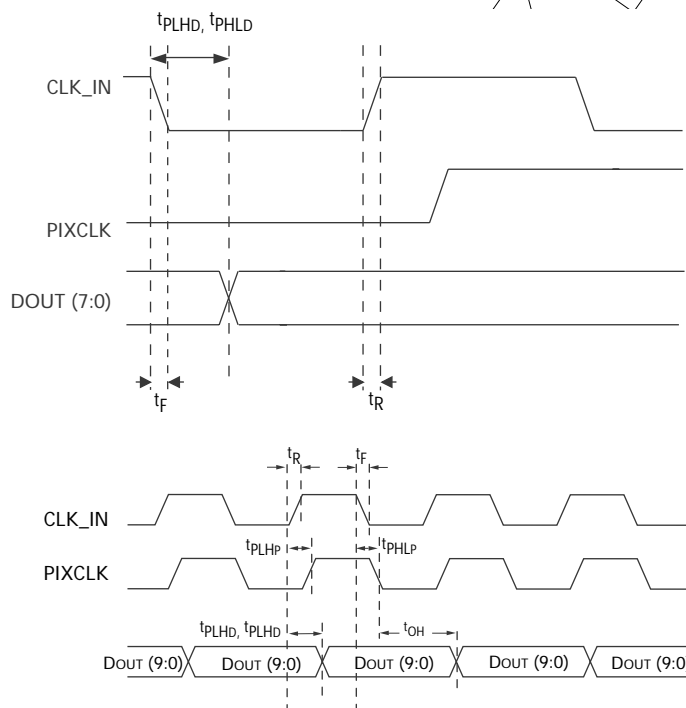 tPLHD, tPHLD
CLK_IN
PIXCLK
DOUT (7:0)
tF
tR
tR
tF
CLK_IN
tPLHP
tPHLP
PIXCLK
tPLHD, tPLHD
tOH
DOUT (9:0)
DOUT (9:0)
DOUT (9:0)
DOUT (9:0)
DOUT (9:0